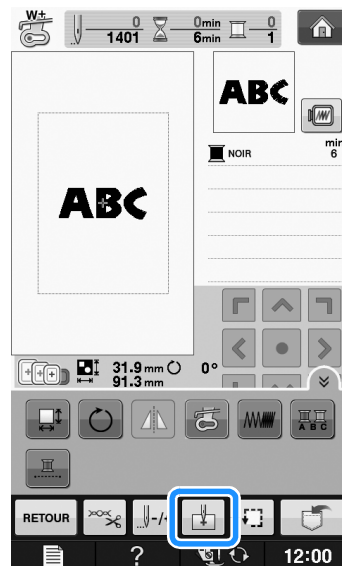 W+
0
1401
0min
6min
0
1
ABC
ABC
NOIR
min
6
31.9 mm 0°
91.3 mm
A B C
RETOUR
?
12:00